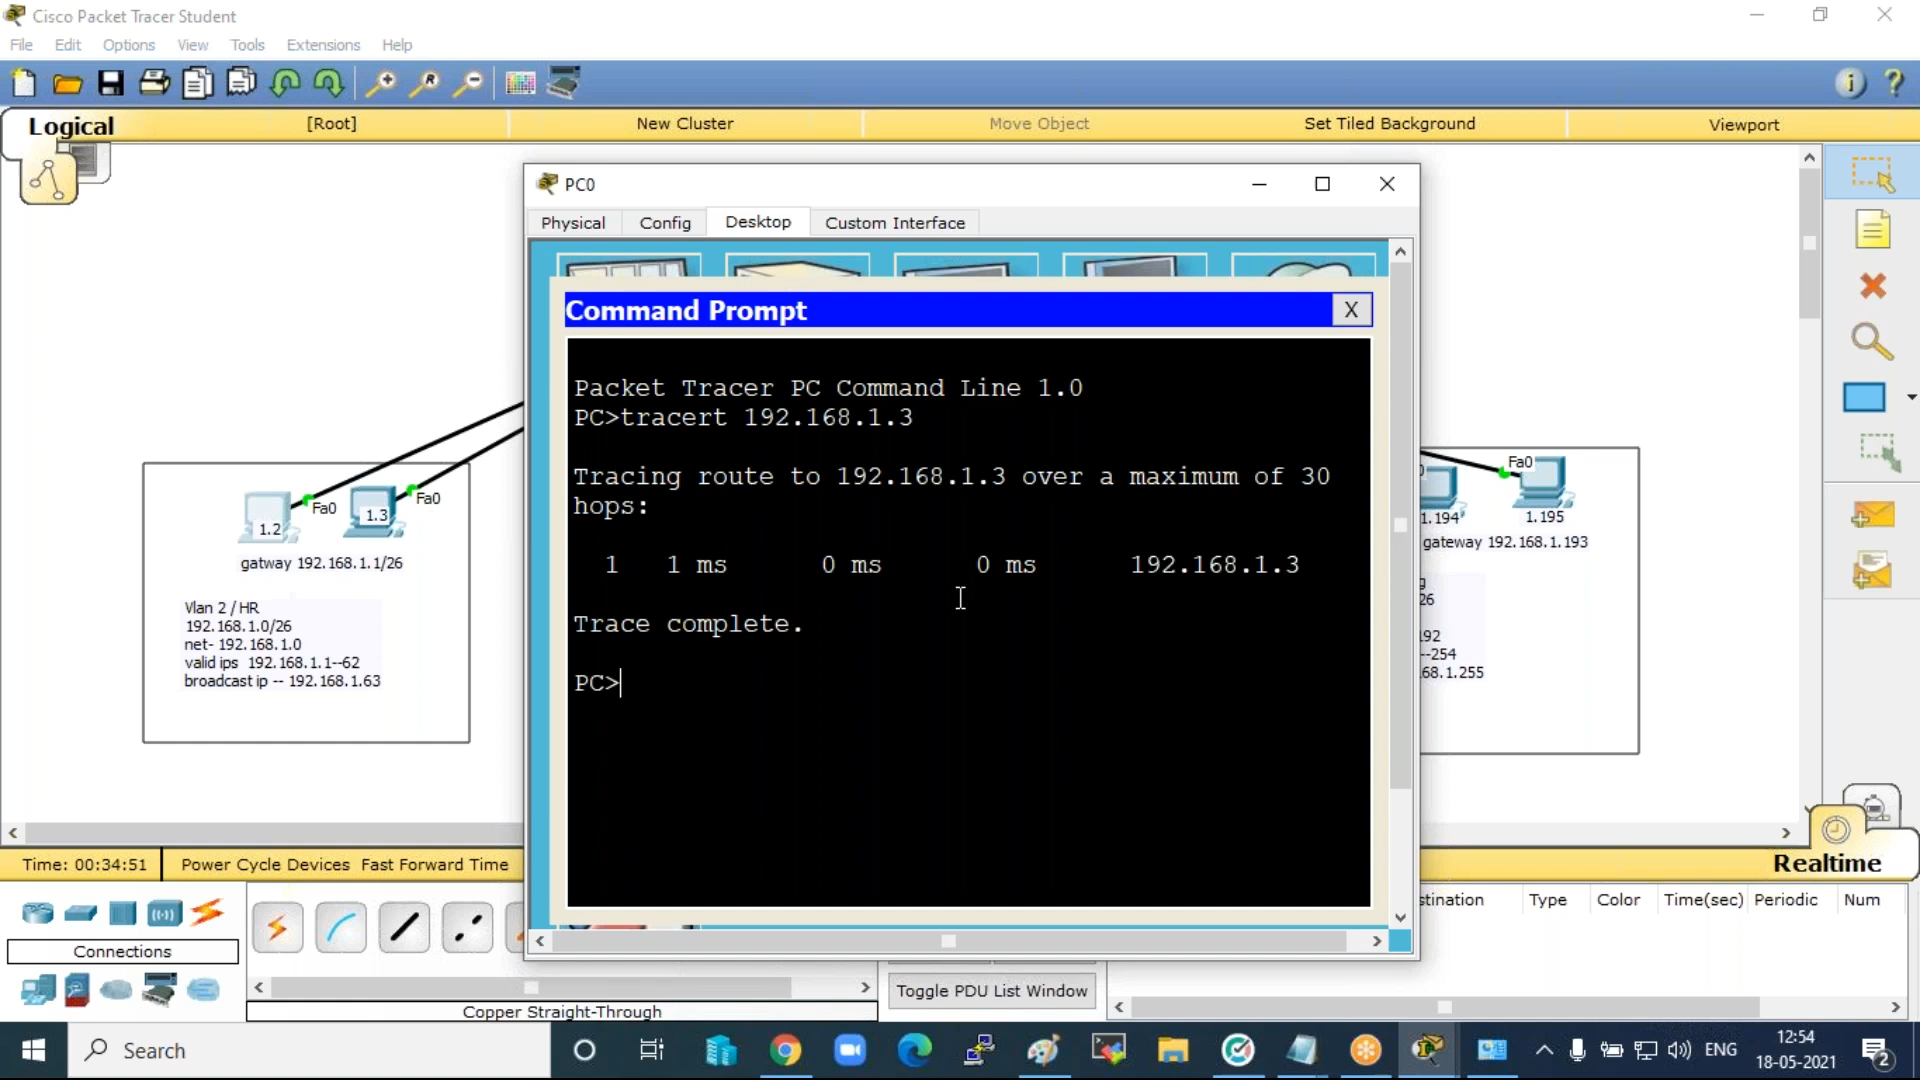 Cisco Packet Tracer Student
File Edit Options View Tools Extensions Help
Logical [Root] New Cluster Move Object Set Tiled Background Viewport
PC0
Physical Config Desktop Custom Interface
Command Prompt X
Packet Tracer PC Command Line 1.0
PC>tracert 192.168.1.3
Tracing route to 192.168.1.3 over a maximum of 30
hops:
1 1 ms 0 ms 0 ms 192.168.1.3
Trace complete.
PC>
Fa0
Fa0
1.2
1.3
gatway 192.168.1.1/26
Vlan 2 / HR
192.168.1.0/26
net- 192.168.1.0
valid ips 192.168.1.1--62
broadcast ip -- 192.168.1.63
Fa0
1.194
1.195
gateway 192.168.1.193
26
92
--254
68.1.255
Time: 00:34:51 Power Cycle Devices Fast Forward Time
Realtime
Connections
Copper Straight-Through
Toggle PDU List Window
stination Type Color Time(sec) Periodic Num
Search
ENG
12:54
18-05-2021
2